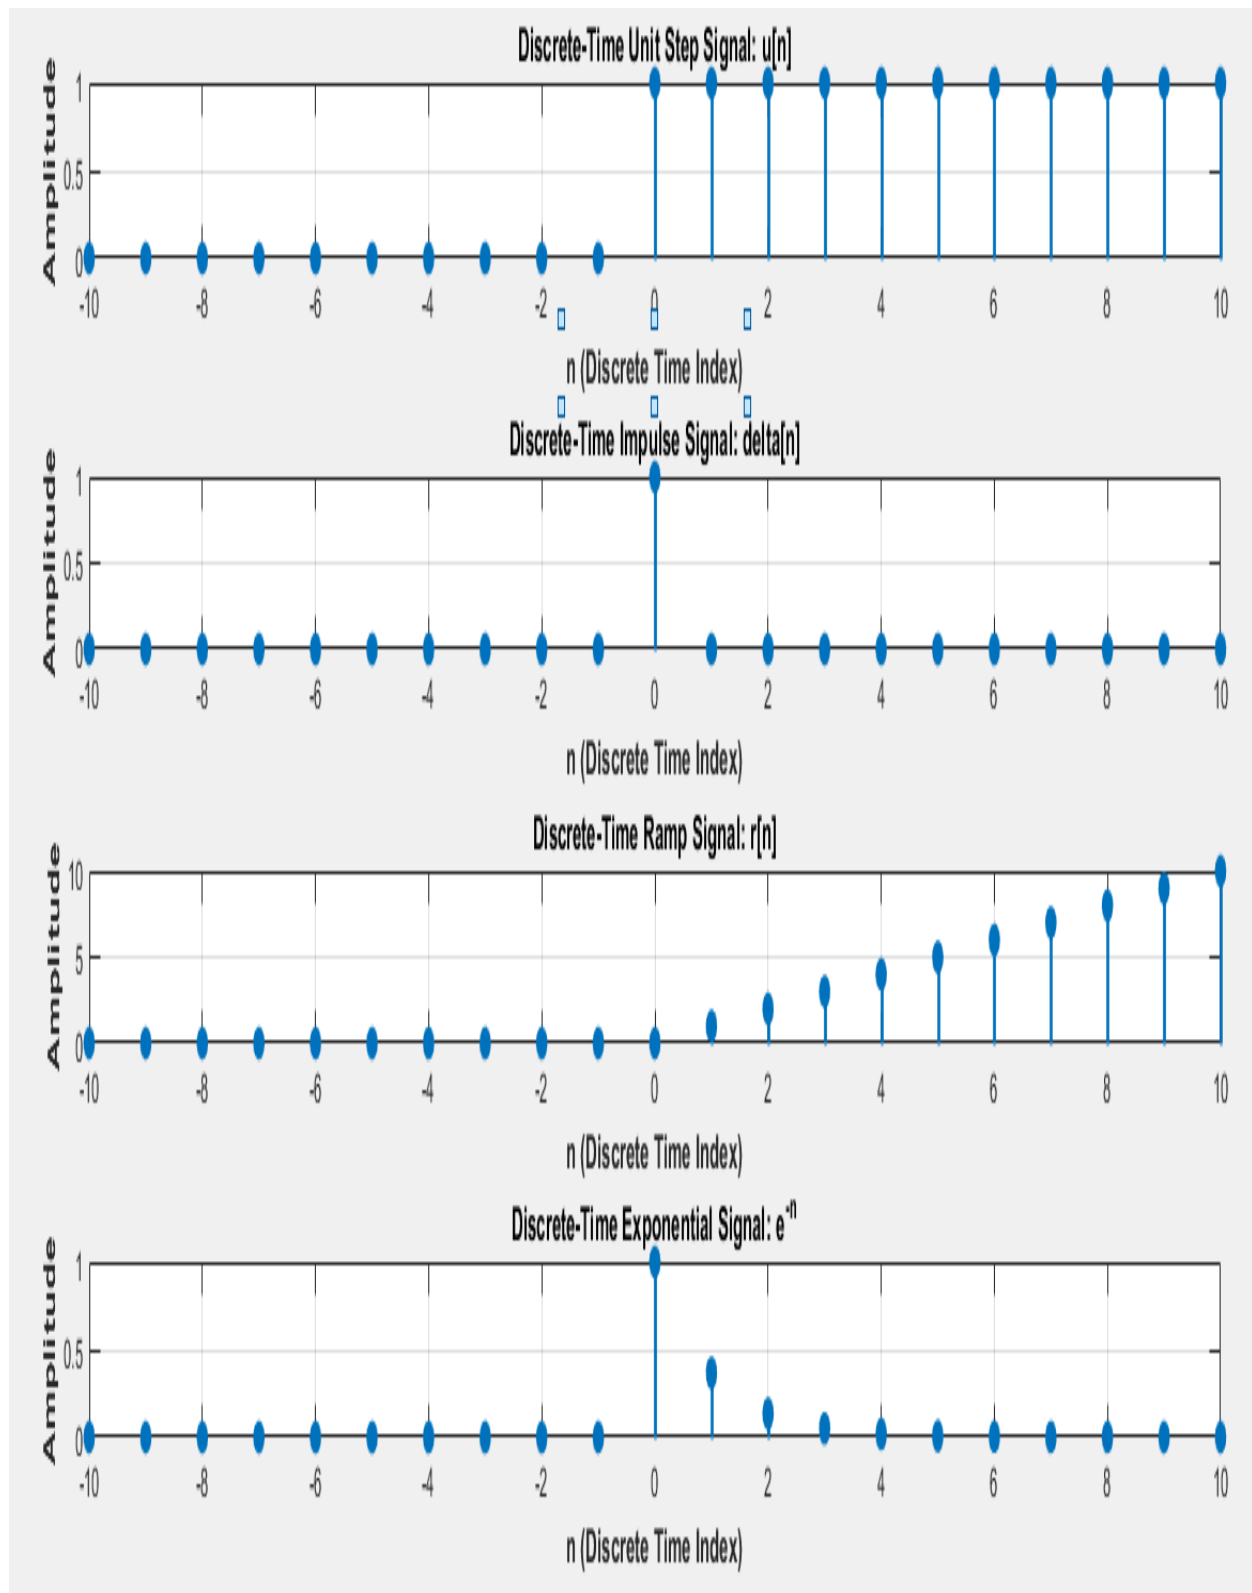 Discrete-Time Unit Step Signal: u[n]
Amplitude
1
0.5
0
-10 -8 -6 -4 -2 0 2 4 6 8 10
n (Discrete Time Index)
Discrete-Time Impulse Signal: delta[n]
Amplitude
1
0.5
0
-10 -8 -6 -4 -2 0 2 4 6 8 10
n (Discrete Time Index)
Discrete-Time Ramp Signal: r[n]
Amplitude
10
5
0
-10 -8 -6 -4 -2 0 2 4 6 8 10
n (Discrete Time Index)
Discrete-Time Exponential Signal: e^-n
Amplitude
1
0.5
0
-10 -8 -6 -4 -2 0 2 4 6 8 10
n (Discrete Time Index)